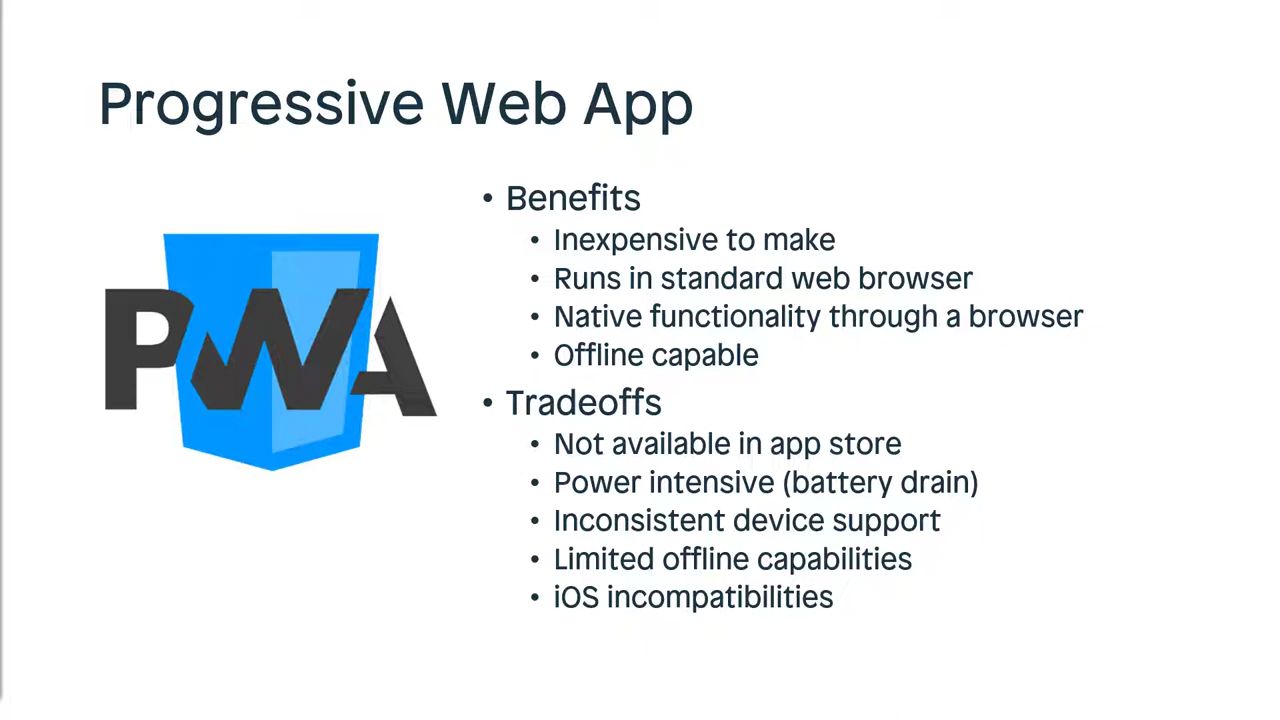 Progressive Web App
PWA
• Benefits
• Inexpensive to make
• Runs in standard web browser
• Native functionality through a browser
• Offline capable
• Tradeoffs
• Not available in app store
• Power intensive (battery drain)
• Inconsistent device support
• Limited offline capabilities
• iOS incompatibilities